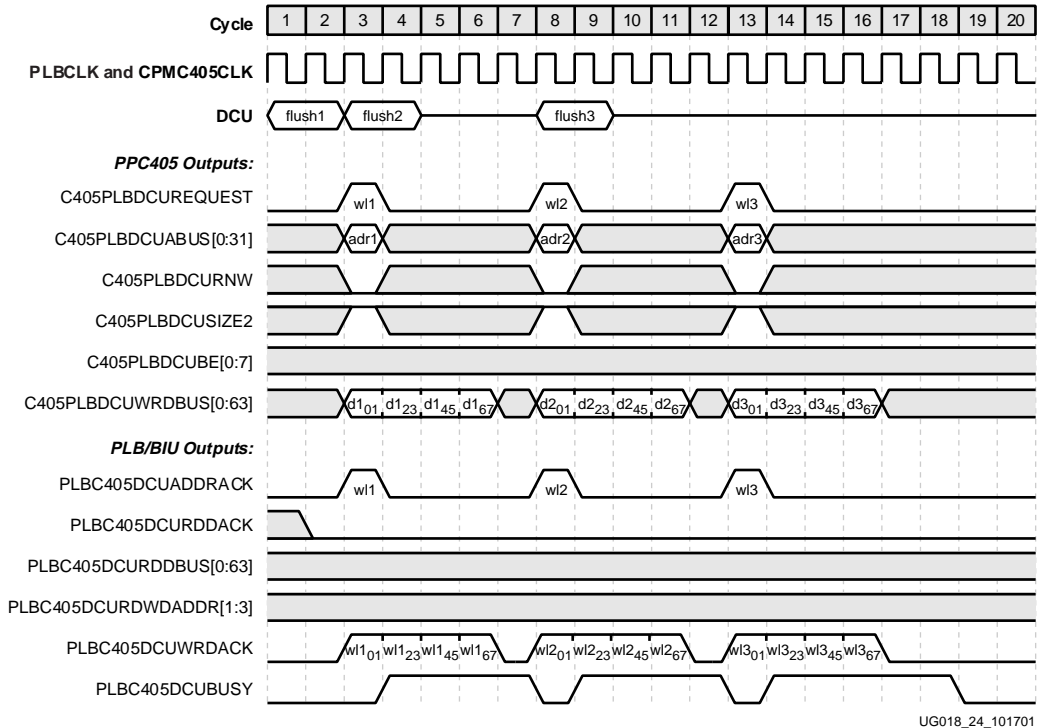 Cycle 1 2 3 4 5 6 7 8 9 10 11 12 13 14 15 16 17 18 19 20
PLBCLK and CPMC405CLK
DCU flush1 flush2 flush3
PPC405 Outputs:
C405PLBDCUREQUEST wl1 wl2 wl3
C405PLBDCUABUS[0:31] adr1 adr2 adr3
C405PLBDCURNW
C405PLBDCUSIZE2
C405PLBDCUBE[0:7]
C405PLBDCUWRDBUS[0:63] d101 d123 d145 d167 d201 d223 d245 d267 d301 d323 d345 d367
PLB/BIU Outputs:
PLBC405DCUADDRACK wl1 wl2 wl3
PLBC405DCURDDACK
PLBC405DCURDDBUS[0:63]
PLBC405DCURDWDADDR[1:3]
PLBC405DCUWRDACK wl101 wl123 wl145 wl167 wl201 wl223 wl245 wl267 wl301 wl323 wl345 wl367
PLBC405DCUBUSY
UG018_24_101701